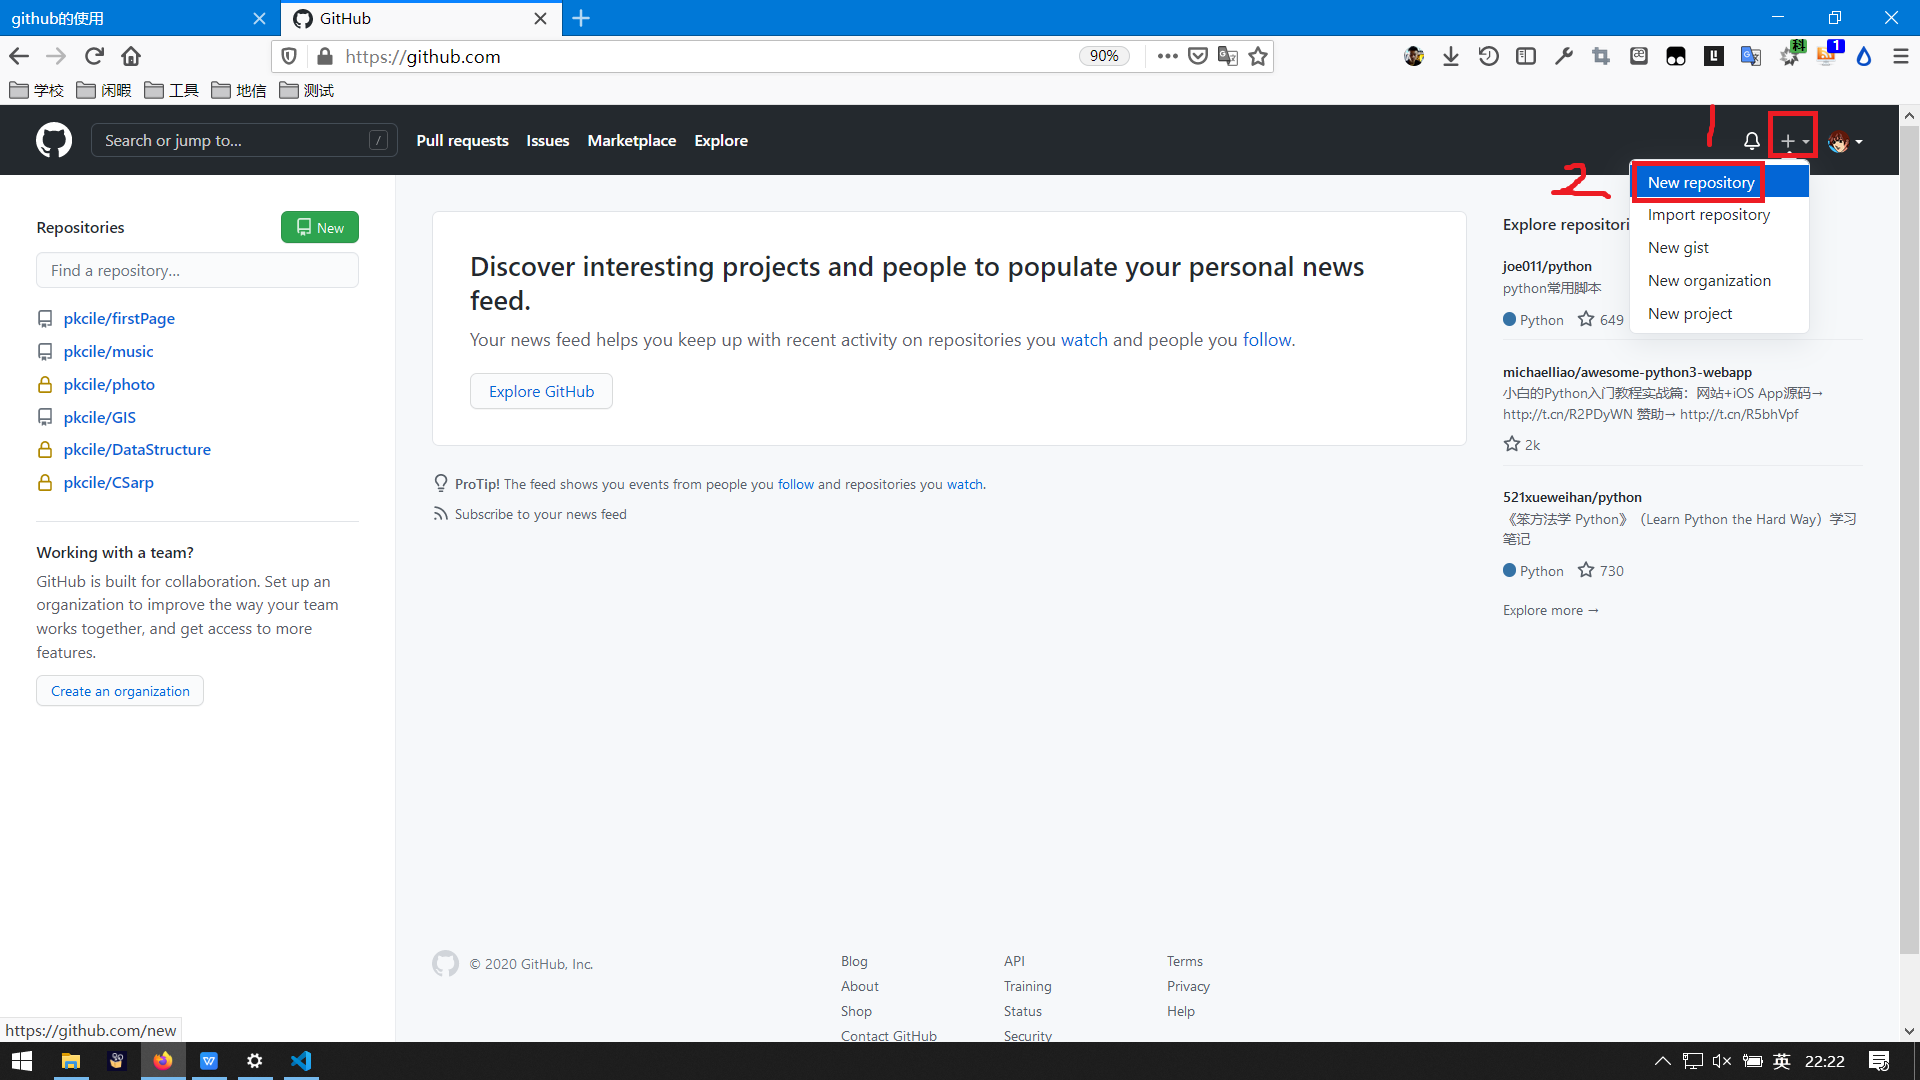 github的使用
GitHub
https://github.com
90%
科
1
学校
闲暇
工具
地信
测试
Search or jump to...
/
Pull requests
Issues
Marketplace
Explore
1
2
New repository
Import repository
New gist
New organization
New project
Repositories
New
Find a repository...
pkcile/firstPage
pkcile/music
pkcile/photo
pkcile/GIS
pkcile/DataStructure
pkcile/CSarp
Working with a team?
GitHub is built for collaboration. Set up an
organization to improve the way your team
works together, and get access to more
features.
Create an organization
Discover interesting projects and people to populate your personal news
feed.
Your news feed helps you keep up with recent activity on repositories you watch and people you follow.
Explore GitHub
ProTip! The feed shows you events from people you follow and repositories you watch.
Subscribe to your news feed
Explore repositori
joe011/python
python常用脚本
Python 649
michaelliao/awesome-python3-webapp
小白的Python入门教程实战篇：网站+iOS App源码→
http://t.cn/R2PDyWN 赞助→ http://t.cn/R5bhVpf
2k
521xueweihan/python
《笨方法学 Python》（Learn Python the Hard Way）学习
笔记
Python 730
Explore more →
© 2020 GitHub, Inc.
Blog
About
Shop
Contact GitHub
API
Training
Status
Security
Terms
Privacy
Help
https://github.com/new
英
22:22